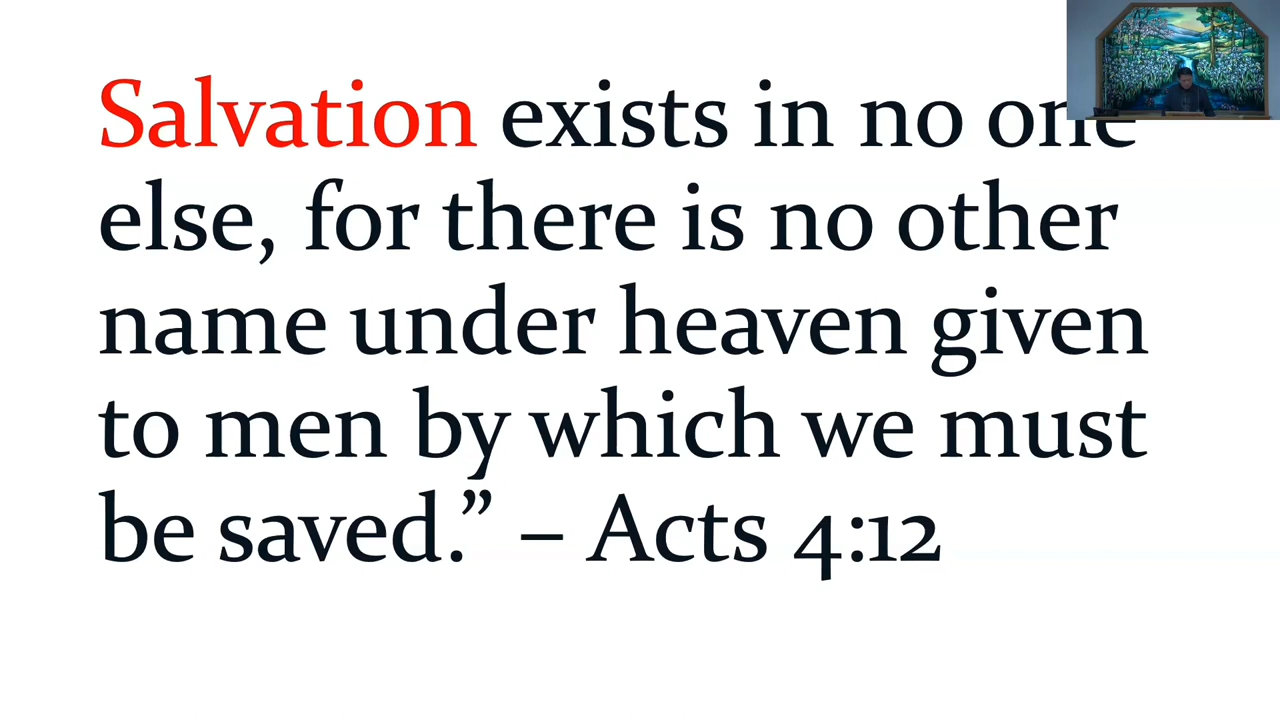 Salvation exists in no one
else, for there is no other
name under heaven given
to men by which we must
be saved.” – Acts 4:12